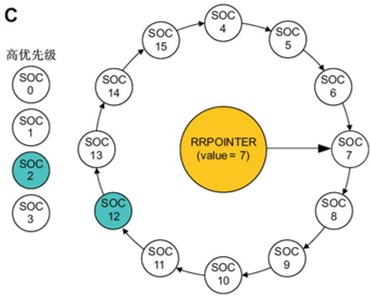 C
高优先级
SOC
0
SOC
1
SOC
2
SOC
3
SOC
4
SOC
5
SOC
6
SOC
7
SOC
8
SOC
9
SOC
10
SOC
11
SOC
12
SOC
13
SOC
14
SOC
15
RRPOINTER
(value = 7)